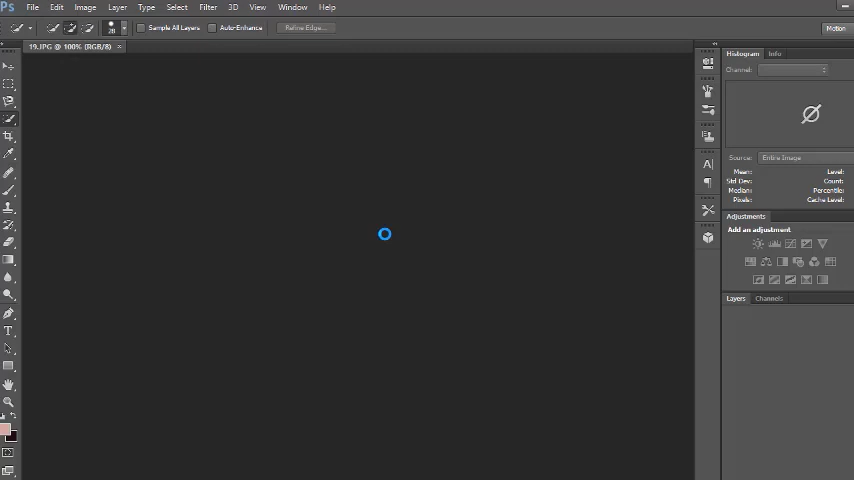 Ps File Edit Image Layer Type Select Filter 3D View Window Help
28 Sample All Layers Auto-Enhance Refine Edge... Motion
19.JPG @ 100% (RGB/8) ×
Histogram Info
Channel:
Source: Entire Image
Mean: Level:
Std Dev: Count:
Median: Percentile:
Pixels: Cache Level:
Adjustments
Add an adjustment
Layers Channels